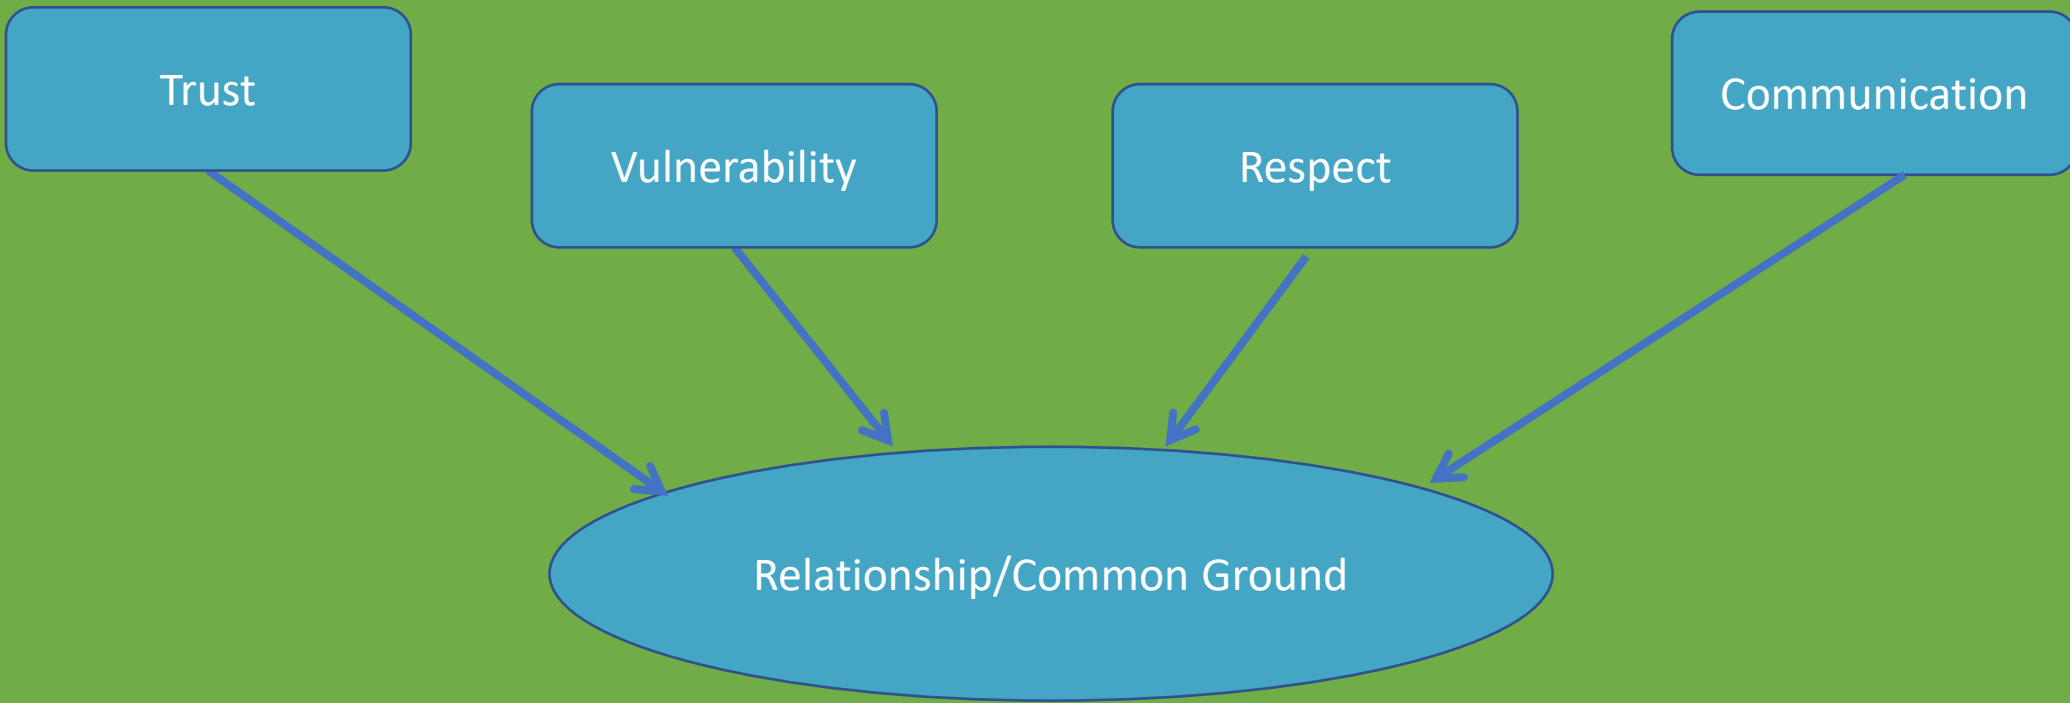 Trust
Vulnerability
Respect
Communication
Relationship/Common Ground